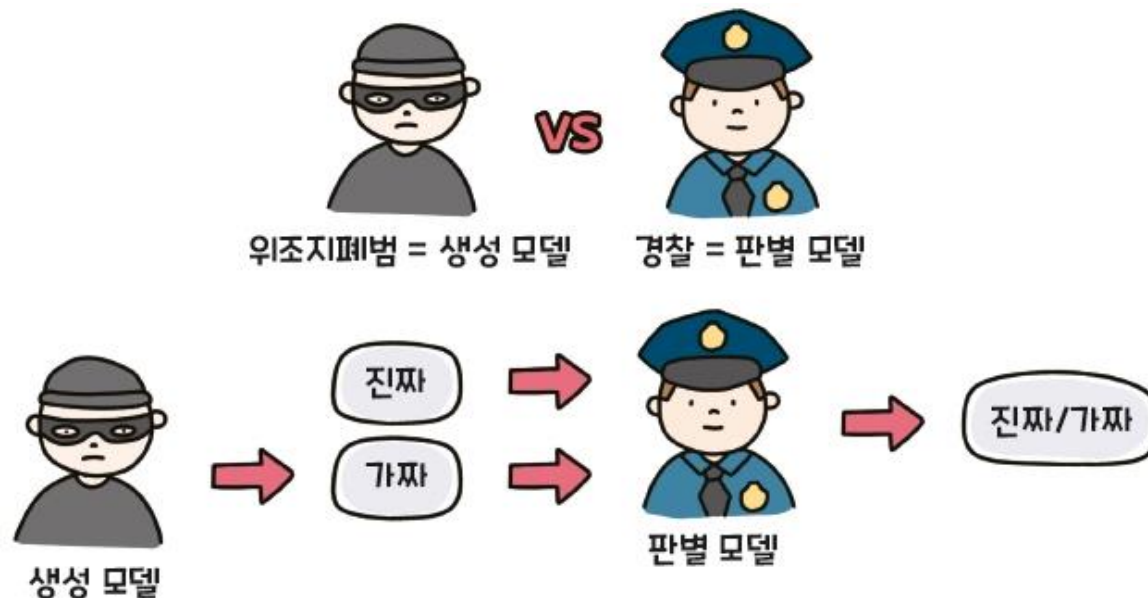 VS
위조지폐범 = 생성 모델
경찰 = 판별 모델
진짜
가짜
진짜/가짜
생성 모델
판별 모델